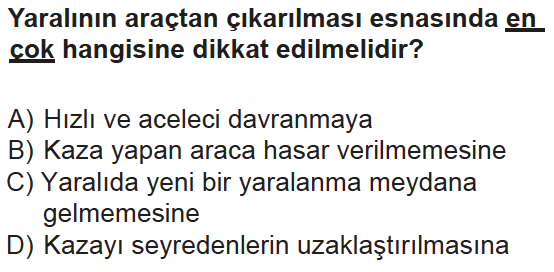 Yaralının araçtan çıkarılması esnasında en
çok hangisine dikkat edilmelidir?
A) Hızlı ve aceleci davranmaya
B) Kaza yapan araca hasar verilmemesine
C) Yaralıda yeni bir yaralanma meydana
gelmemesine
D) Kazayı seyredenlerin uzaklaştırılmasına